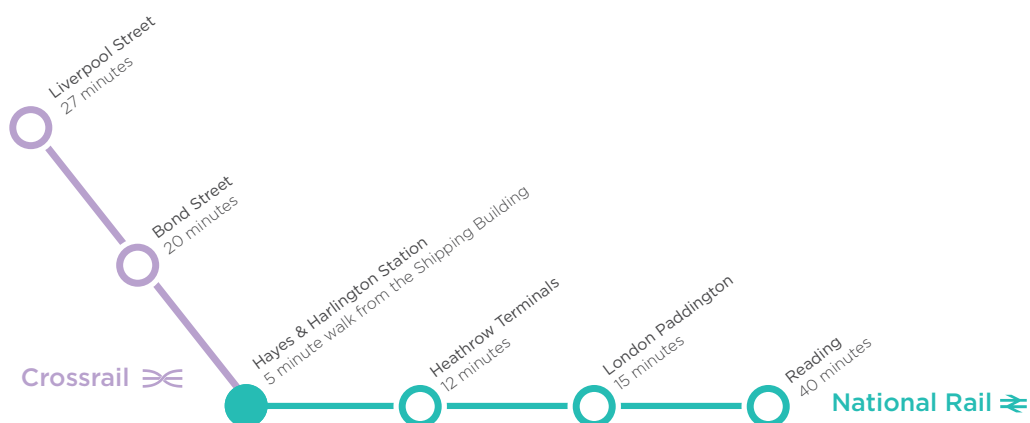 Liverpool Street
27 minutes
Bond Street
20 minutes
Hayes & Harlington Station
5 minute walk from the Shipping Building
Heathrow Terminals
12 minutes
London Paddington
15 minutes
Reading
40 minutes
Crossrail
National Rail